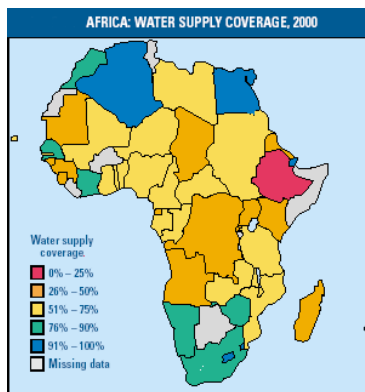 AFRICA: WATER SUPPLY COVERAGE, 2000
Water supply
coverage.
0% – 25%
26% – 50%
51% – 75%
76% – 90%
91% – 100%
Missing data